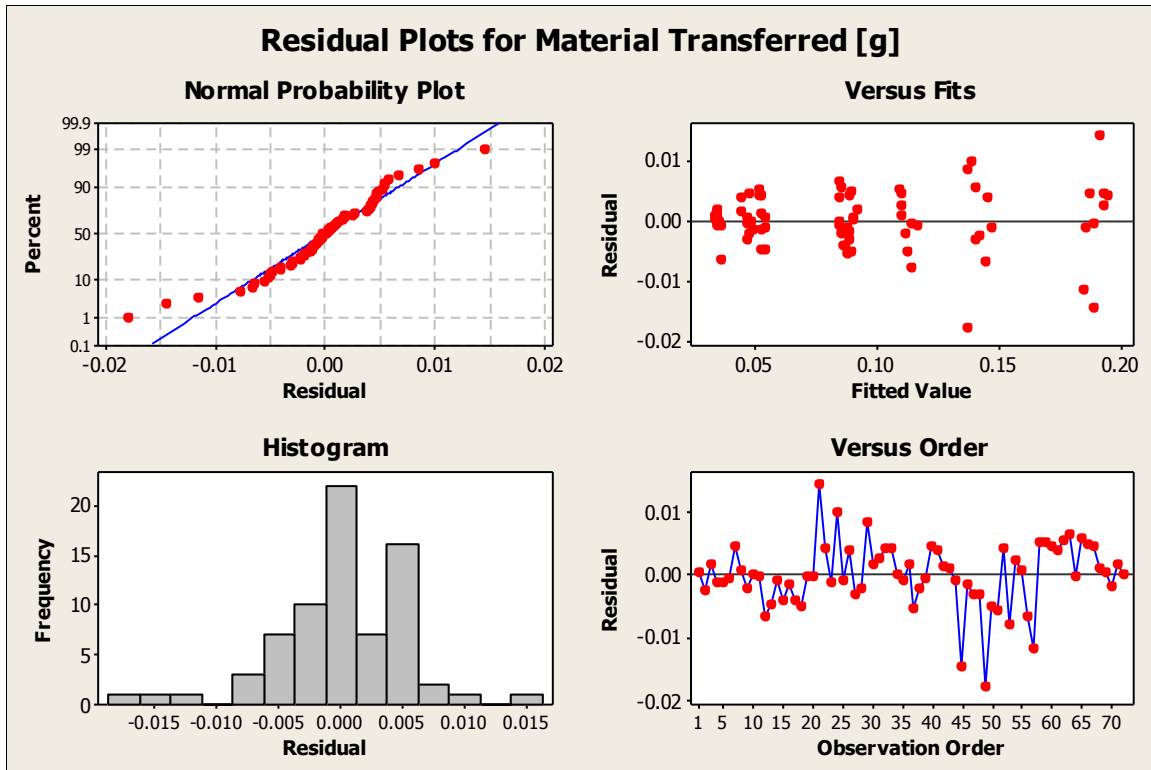 Residual Plots for Material Transferred [g]
Normal Probability Plot
99.9
99
90
50
10
1
0.1
Percent
-0.02 -0.01 0.00 0.01 0.02
Residual
Versus Fits
0.01
0.00
-0.01
-0.02
Residual
0.05 0.10 0.15 0.20
Fitted Value
Histogram
20
15
10
5
0
Frequency
-0.015 -0.010 -0.005 0.000 0.005 0.010 0.015
Residual
Versus Order
0.01
0.00
-0.01
-0.02
Residual
1 5 10 15 20 25 30 35 40 45 50 55 60 65 70
Observation Order